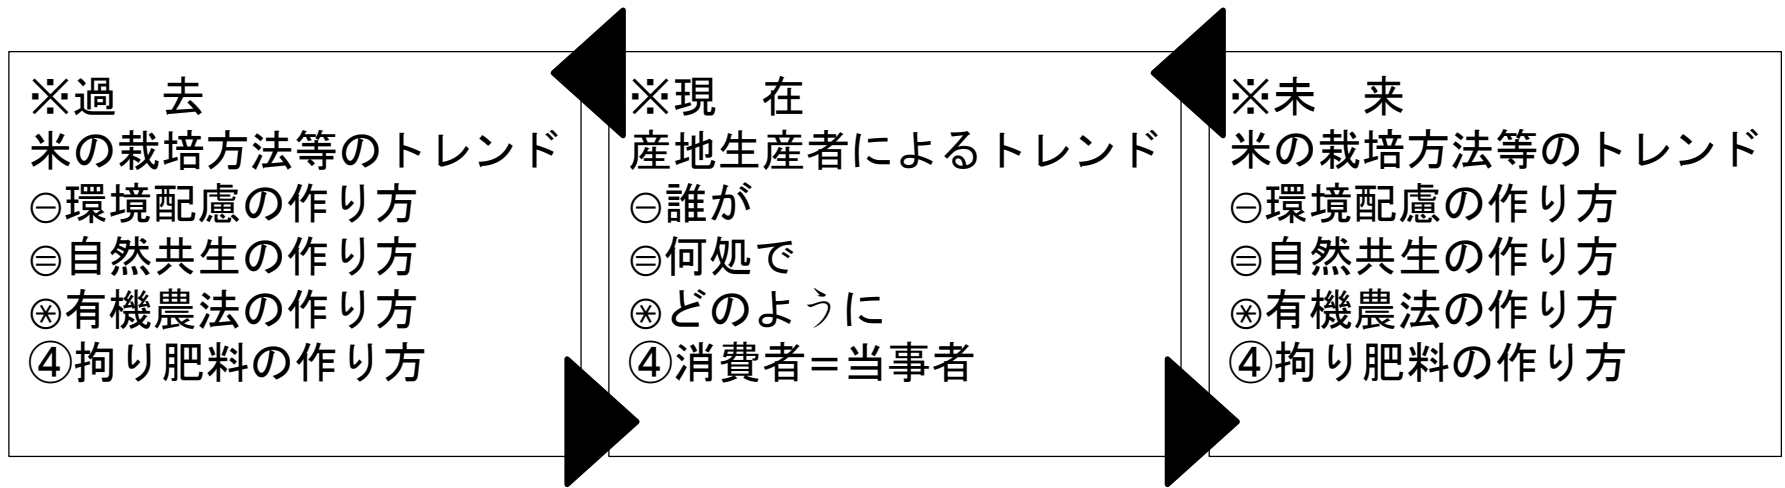 ※過　去
米の栽培方法等のトレンド
㊀環境配慮の作り方
㊁自然共生の作り方
⊛有機農法の作り方
④拘り肥料の作り方
※現　在
産地生産者によるトレンド
㊀誰が
㊁何処で
⊛どのように
④消費者=当事者
※未　来
米の栽培方法等のトレンド
㊀環境配慮の作り方
㊁自然共生の作り方
⊛有機農法の作り方
④拘り肥料の作り方